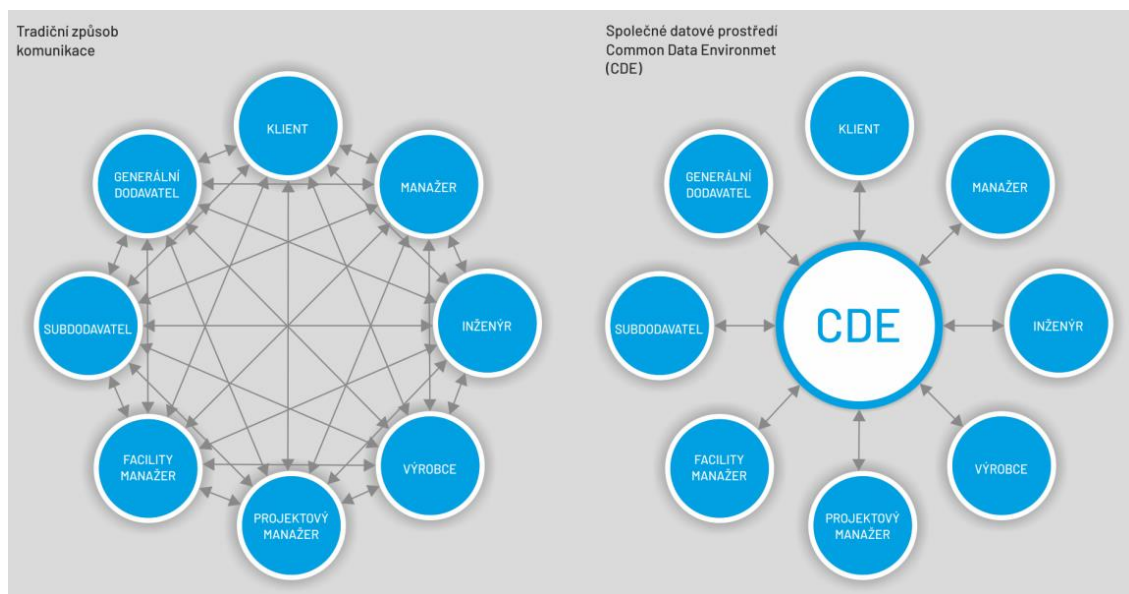 Tradiční způsob
komunikace
KLIENT
GENERÁLNÍ
DODAVATEL
MANAŽER
SUBDODAVATEL
INŽENÝR
FACILITY
MANAŽER
VÝROBCE
PROJEKTOVÝ
MANAŽER
Společné datové prostředí
Common Data Environmet
(CDE)
KLIENT
GENERÁLNÍ
DODAVATEL
MANAŽER
SUBDODAVATEL
CDE
INŽENÝR
FACILITY
MANAŽER
VÝROBCE
PROJEKTOVÝ
MANAŽER